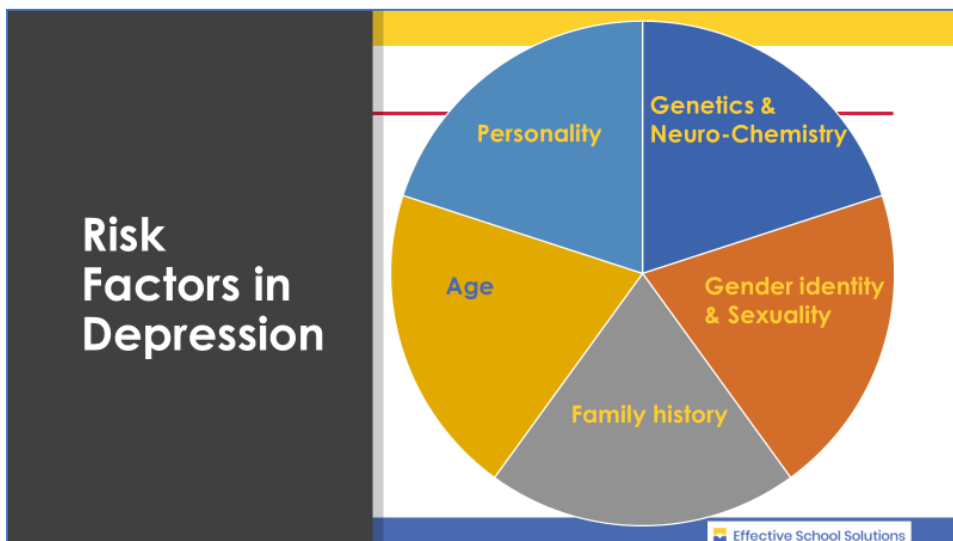 Risk
Factors in
Depression
Personality
Genetics &
Neuro-Chemistry
Age
Gender identity
& Sexuality
Family history
Effective School Solutions